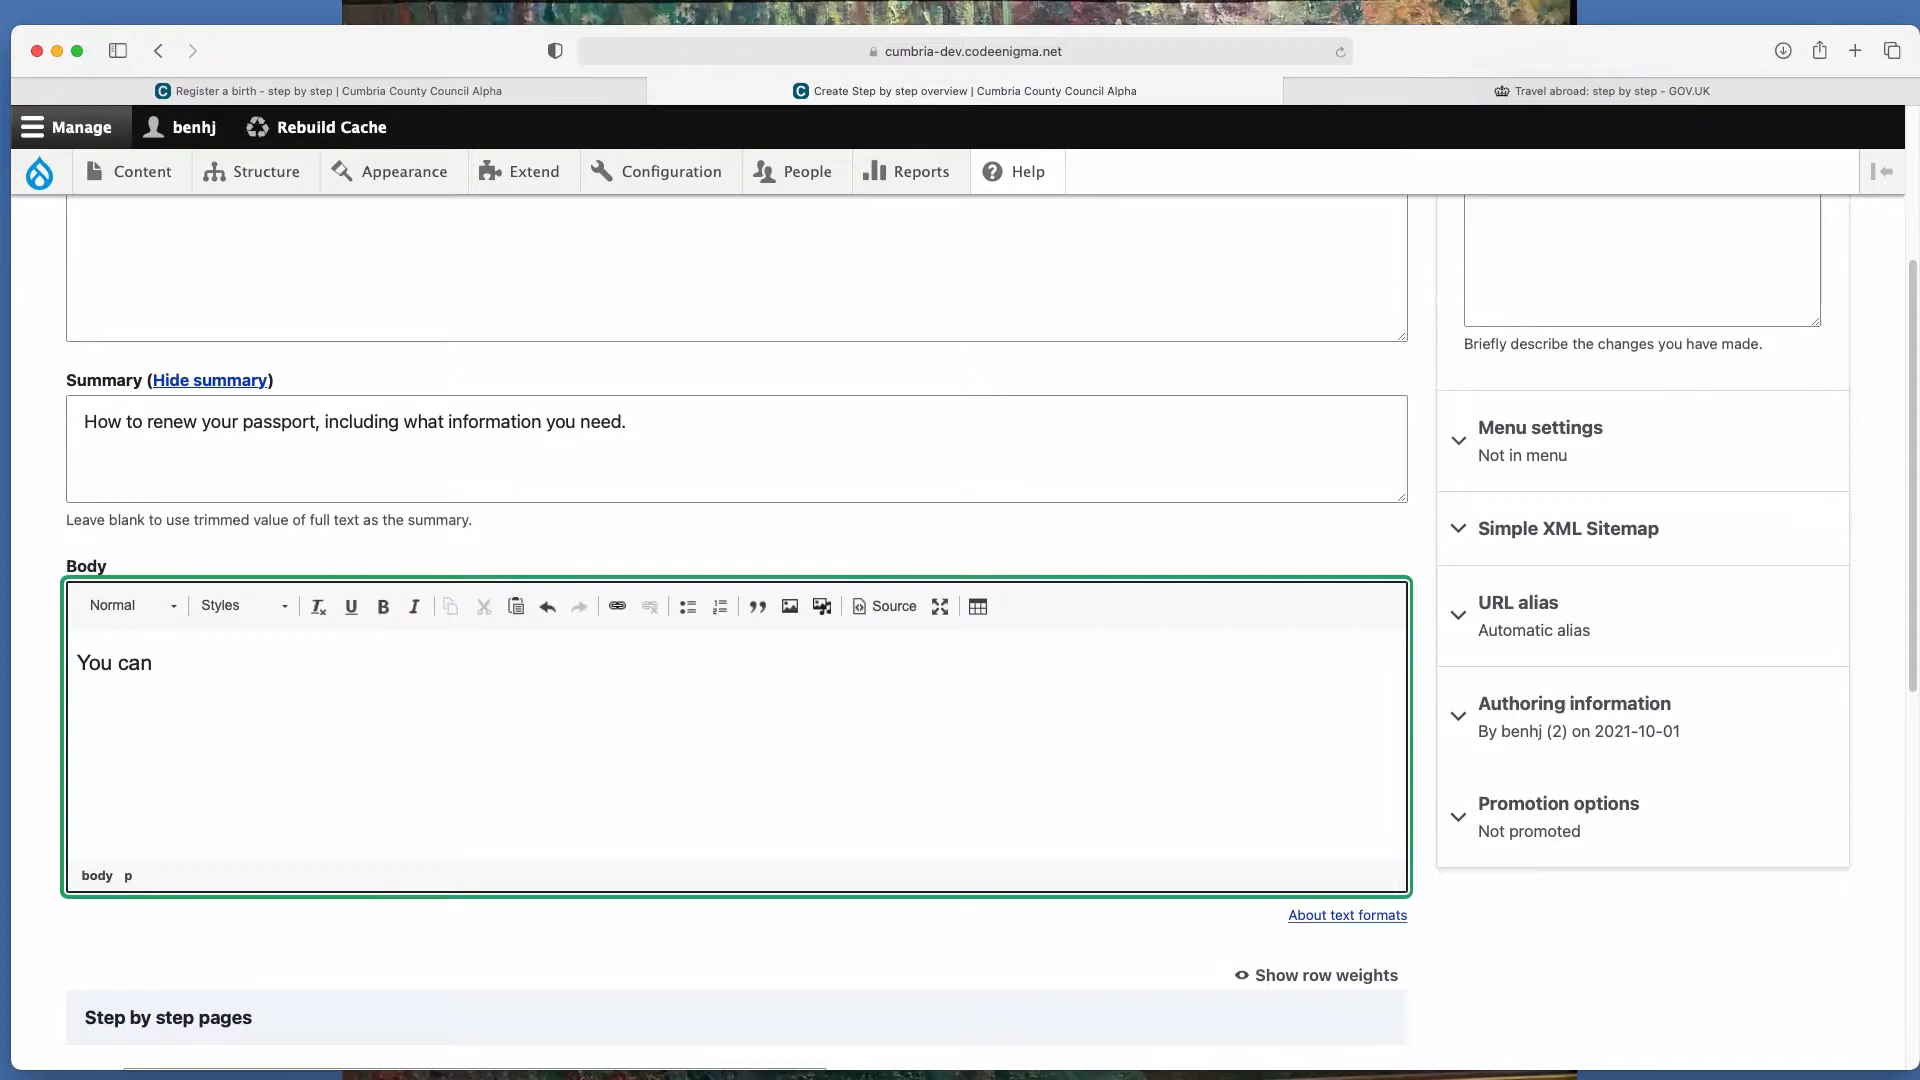 cumbria-dev.codeenigma.net
Register a birth - step by step | Cumbria County Council Alpha
Create Step by step overview | Cumbria County Council Alpha
Travel abroad: step by step - GOV.UK
Manage
benhj
Rebuild Cache
Content
Structure
Appearance
Extend
Configuration
People
Reports
Help
Briefly describe the changes you have made.
Summary (Hide summary)
How to renew your passport, including what information you need.
Leave blank to use trimmed value of full text as the summary.
Body
Normal
Styles
Source
You can
body p
About text formats
Show row weights
Step by step pages
Menu settings
Not in menu
Simple XML Sitemap
URL alias
Automatic alias
Authoring information
By benhj (2) on 2021-10-01
Promotion options
Not promoted